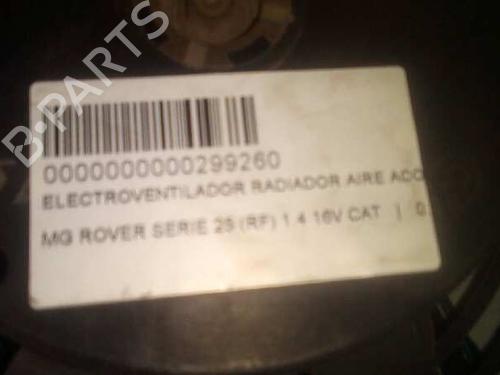 B-PARTS
0000000000299260
ELECTROVENTILADOR RADIADOR AIRE ACO
MG ROVER SERIE 25 (RF) 1.4 16V CAT | 0